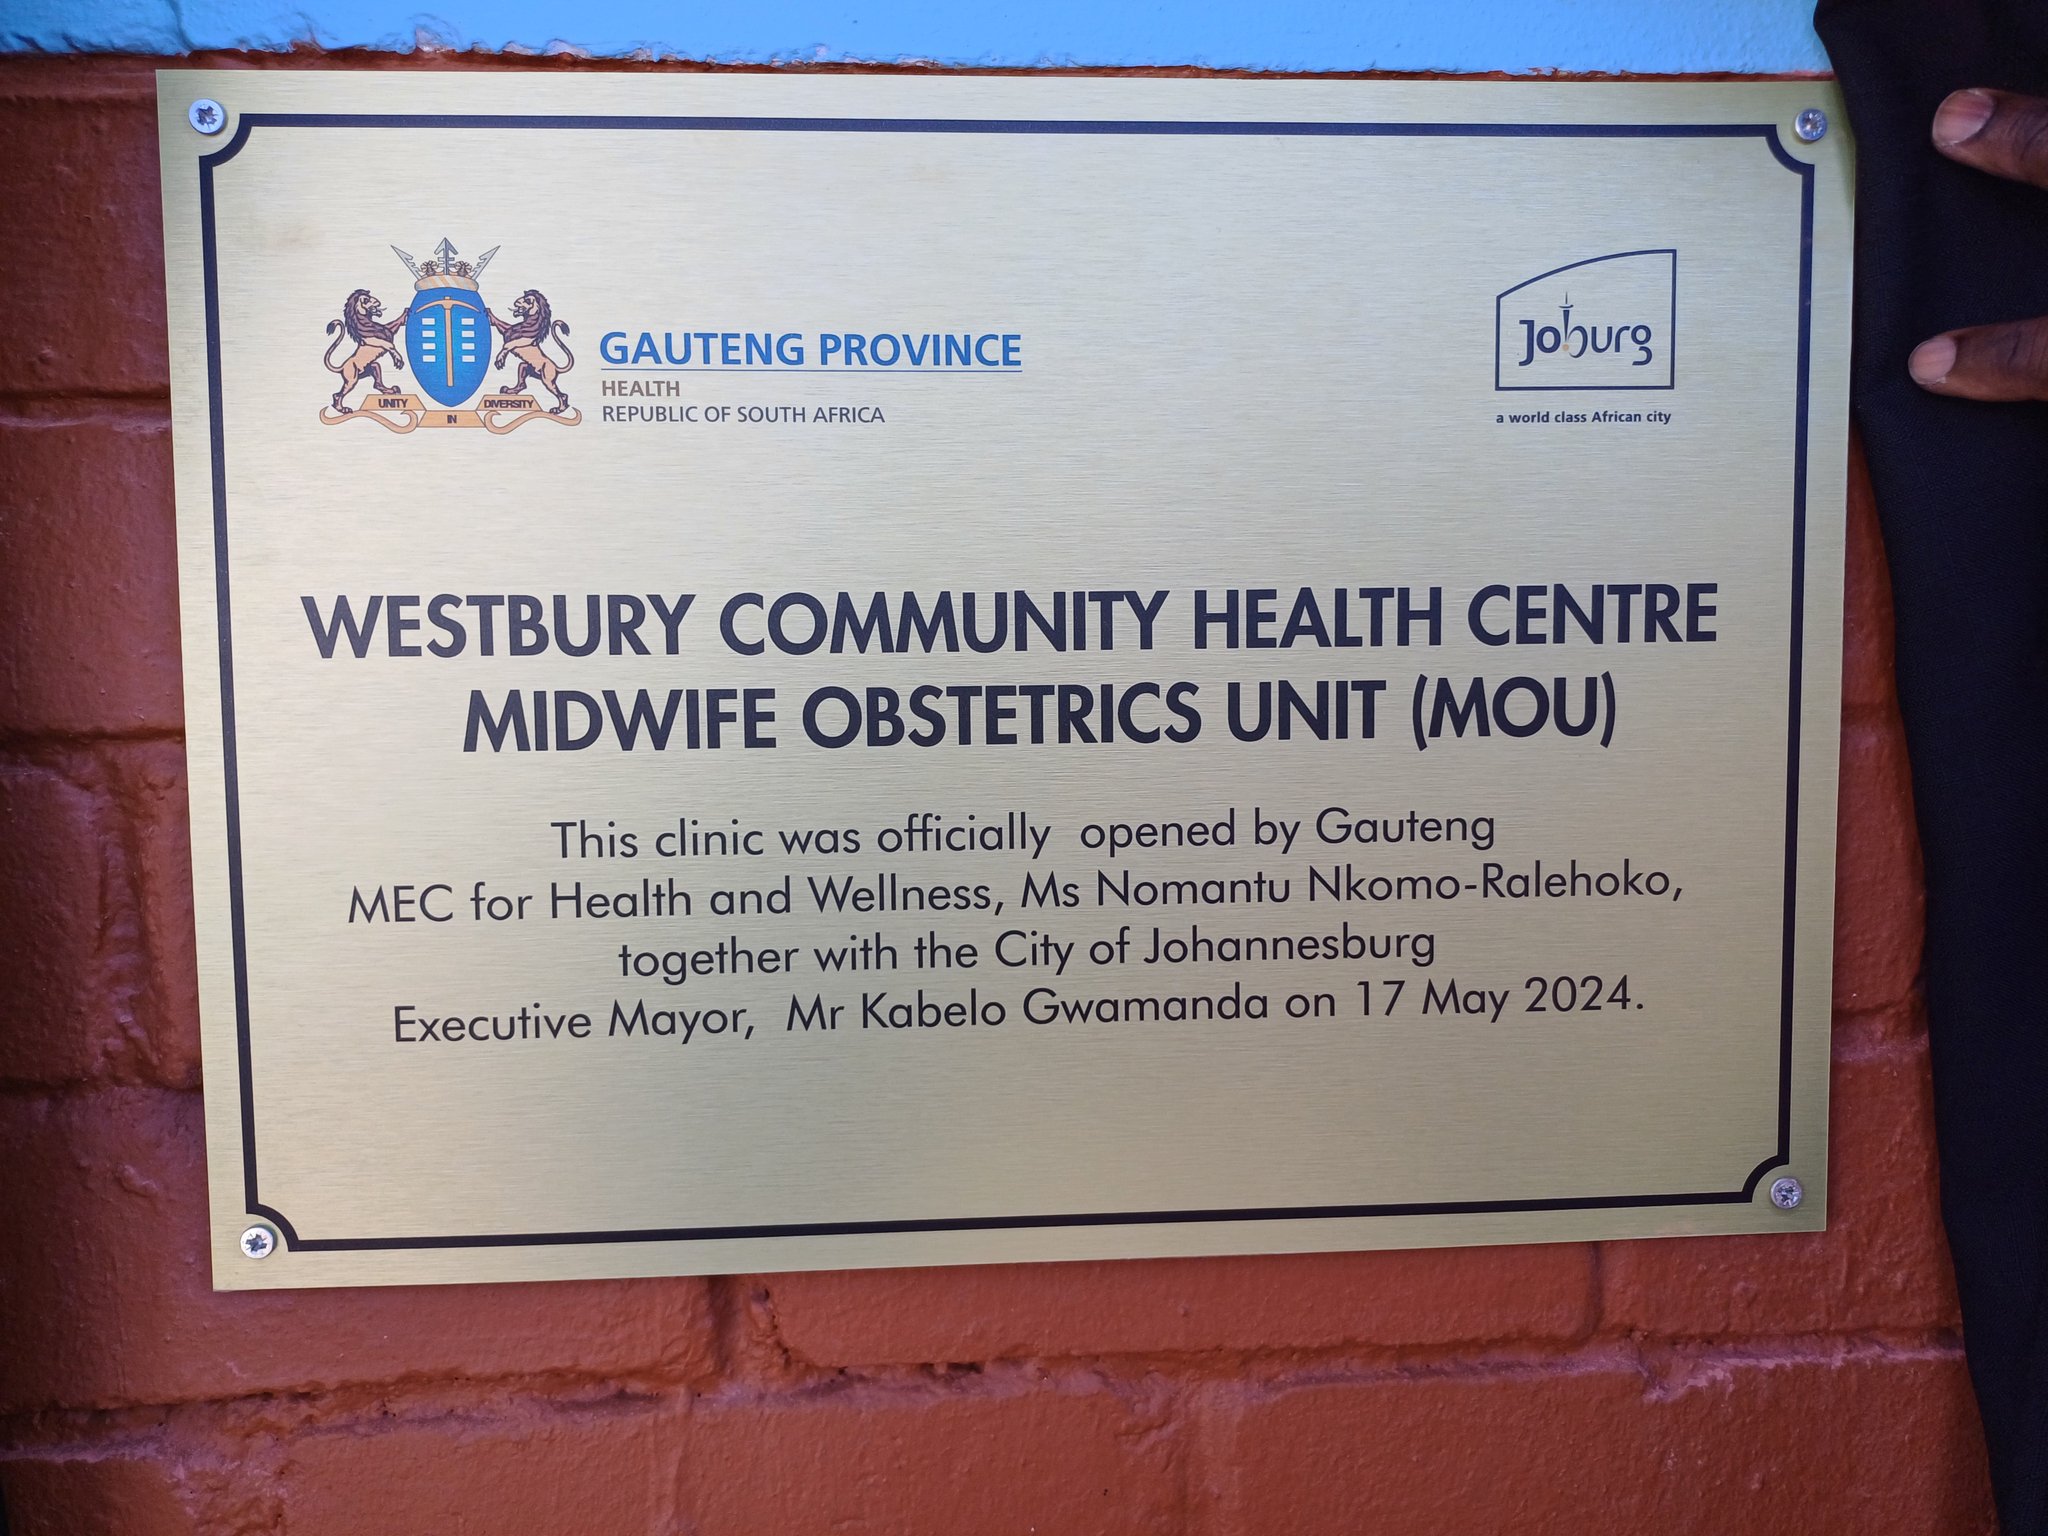 UNITY IN DIVERSITY
GAUTENG PROVINCE
HEALTH
REPUBLIC OF SOUTH AFRICA
Joburg
a world class African city
WESTBURY COMMUNITY HEALTH CENTRE
MIDWIFE OBSTETRICS UNIT (MOU)
This clinic was officially opened by Gauteng
MEC for Health and Wellness, Ms Nomantu Nkomo-Ralehoko,
together with the City of Johannesburg
Executive Mayor, Mr Kabelo Gwamanda on 17 May 2024.